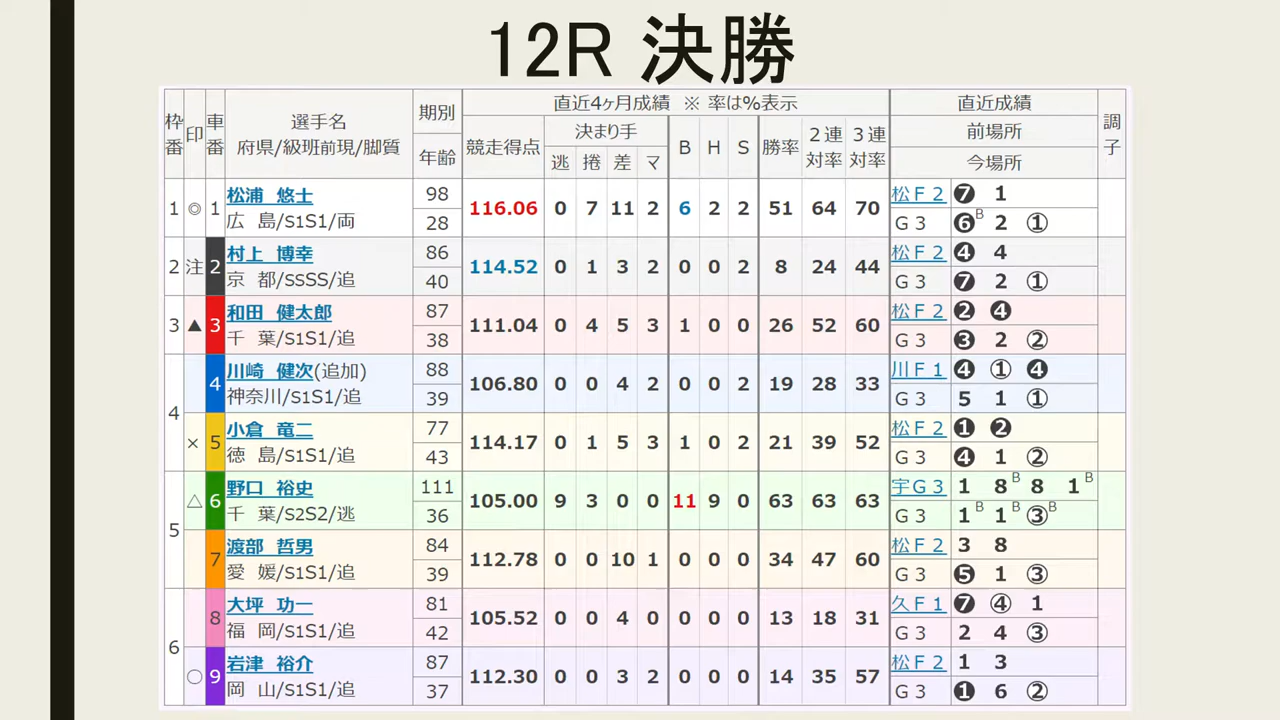 12R 決勝
枠番 印 車番 選手名 府県/級班前現/脚質 期別 年齢 直近4ヶ月成績 ※ 率は%表示 直近成績 調子
競走得点 決まり手 B H S 勝率 2連対率 3連対率 前場所
逃 捲 差 マ 今場所
1 ◎ 1 松浦 悠士 98 116.06 0 7 11 2 6 2 2 51 64 70 松F2 ❼ 1
広 島/S1S1/両 28 G3 ❻B 2 ①
2 注 2 村上 博幸 86 114.52 0 1 3 2 0 0 2 8 24 44 松F2 ❹ 4
京 都/SSSS/追 40 G3 ❼ 2 ①
3 ▲ 3 和田 健太郎 87 111.04 0 4 5 3 1 0 0 26 52 60 松F2 ❷ ❹
千 葉/S1S1/追 38 G3 ❸ 2 ②
4 4 川崎 健次(追加) 88 106.80 0 0 4 2 0 0 2 19 28 33 川F1 ❹ ① ❹
神奈川/S1S1/追 39 G3 5 1 ①
× 5 小倉 竜二 77 114.17 0 1 5 3 1 0 2 21 39 52 松F2 ❶ ❷
徳 島/S1S1/追 43 G3 ❹ 1 ②
5 △ 6 野口 裕史 111 105.00 9 3 0 0 11 9 0 63 63 63 宇G3 1 8B 8 1B
千 葉/S2S2/逃 36 G3 1B 1B ③B
7 渡部 哲男 84 112.78 0 0 10 1 0 0 0 34 47 60 松F2 3 8
愛 媛/S1S1/追 39 G3 ❺ 1 ③
6 8 大坪 功一 81 105.52 0 0 4 0 0 0 0 13 18 31 久F1 ❼ ④ 1
福 岡/S1S1/追 42 G3 2 4 ③
○ 9 岩津 裕介 87 112.30 0 0 3 2 0 0 0 14 35 57 松F2 1 3
岡 山/S1S1/追 37 G3 ❶ 6 ②